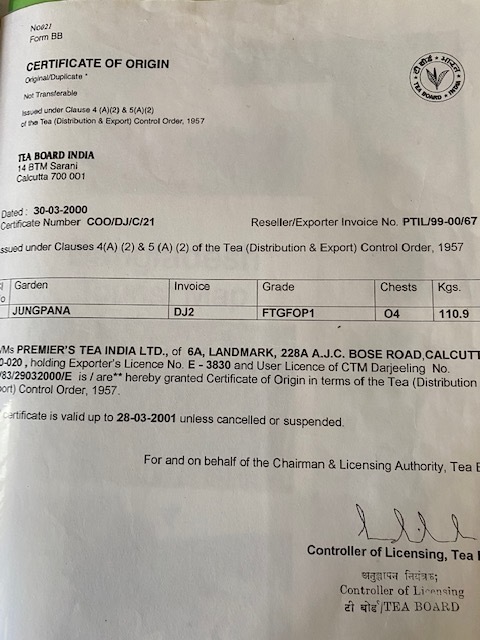 No021
Form BB
CERTIFICATE OF ORIGIN
Original/Duplicate *
Not Transferable
Issued under Clause 4 (A)(2) & 5(A)(2)
of the Tea (Distribution & Export) Control Order, 1957
टी बोर्ड भारत
TEA BOARD INDIA
TEA BOARD INDIA
14 BTM Sarani
Calcutta 700 001
Dated : 30-03-2000
Certificate Number COO/DJ/C/21 Reseller/Exporter Invoice No. PTIL/99-00/67
ssued under Clauses 4(A) (2) & 5 (A) (2) of the Tea (Distribution & Export) Control Order, 1957
Garden Invoice Grade Chests Kgs.
JUNGPANA DJ2 FTGFOP1 O4 110.9
/Ms PREMIER'S TEA INDIA LTD., of 6A, LANDMARK, 228A A.J.C. BOSE ROAD,CALCUTT
0-020 , holding Exporter's Licence No. E - 3830 and User Licence of CTM Darjeeling No.
/83/29032000/E is / are** hereby granted Certificate of Origin in terms of the Tea (Distribution
port) Control Order, 1957.
certificate is valid up to 28-03-2001 unless cancelled or suspended.
For and on behalf of the Chairman & Licensing Authority, Tea B
Controller of Licensing, Tea
अनुज्ञापन नियंत्रक;
Controller of Licensing
टी बोर्ड/TEA BOARD